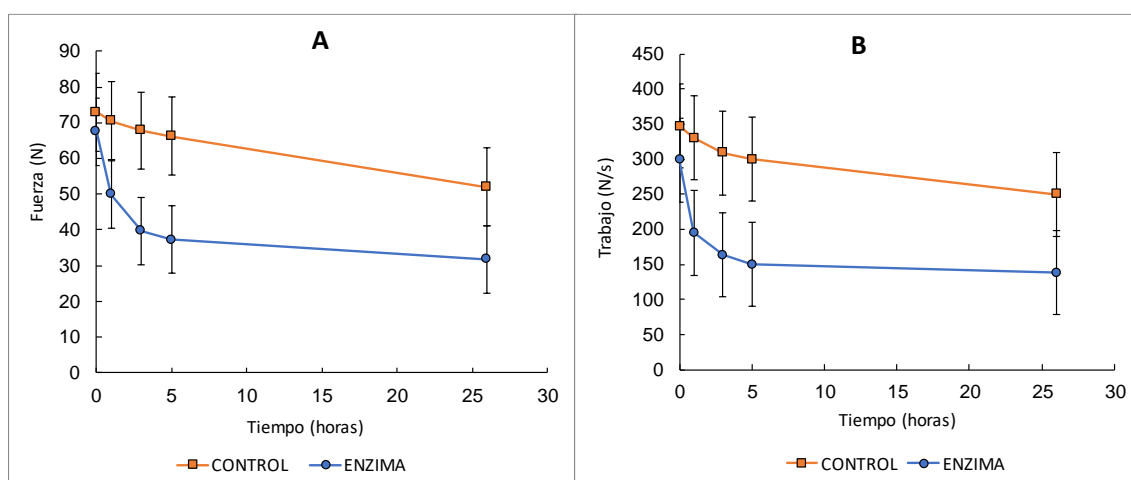 A
Fuerza (N)
90
80
70
60
50
40
30
20
10
0
0 5 10 15 20 25 30
Tiempo (horas)
CONTROL ENZIMA
B
Trabajo (N/s)
450
400
350
300
250
200
150
100
50
0
0 5 10 15 20 25 30
Tiempo (horas)
CONTROL ENZIMA